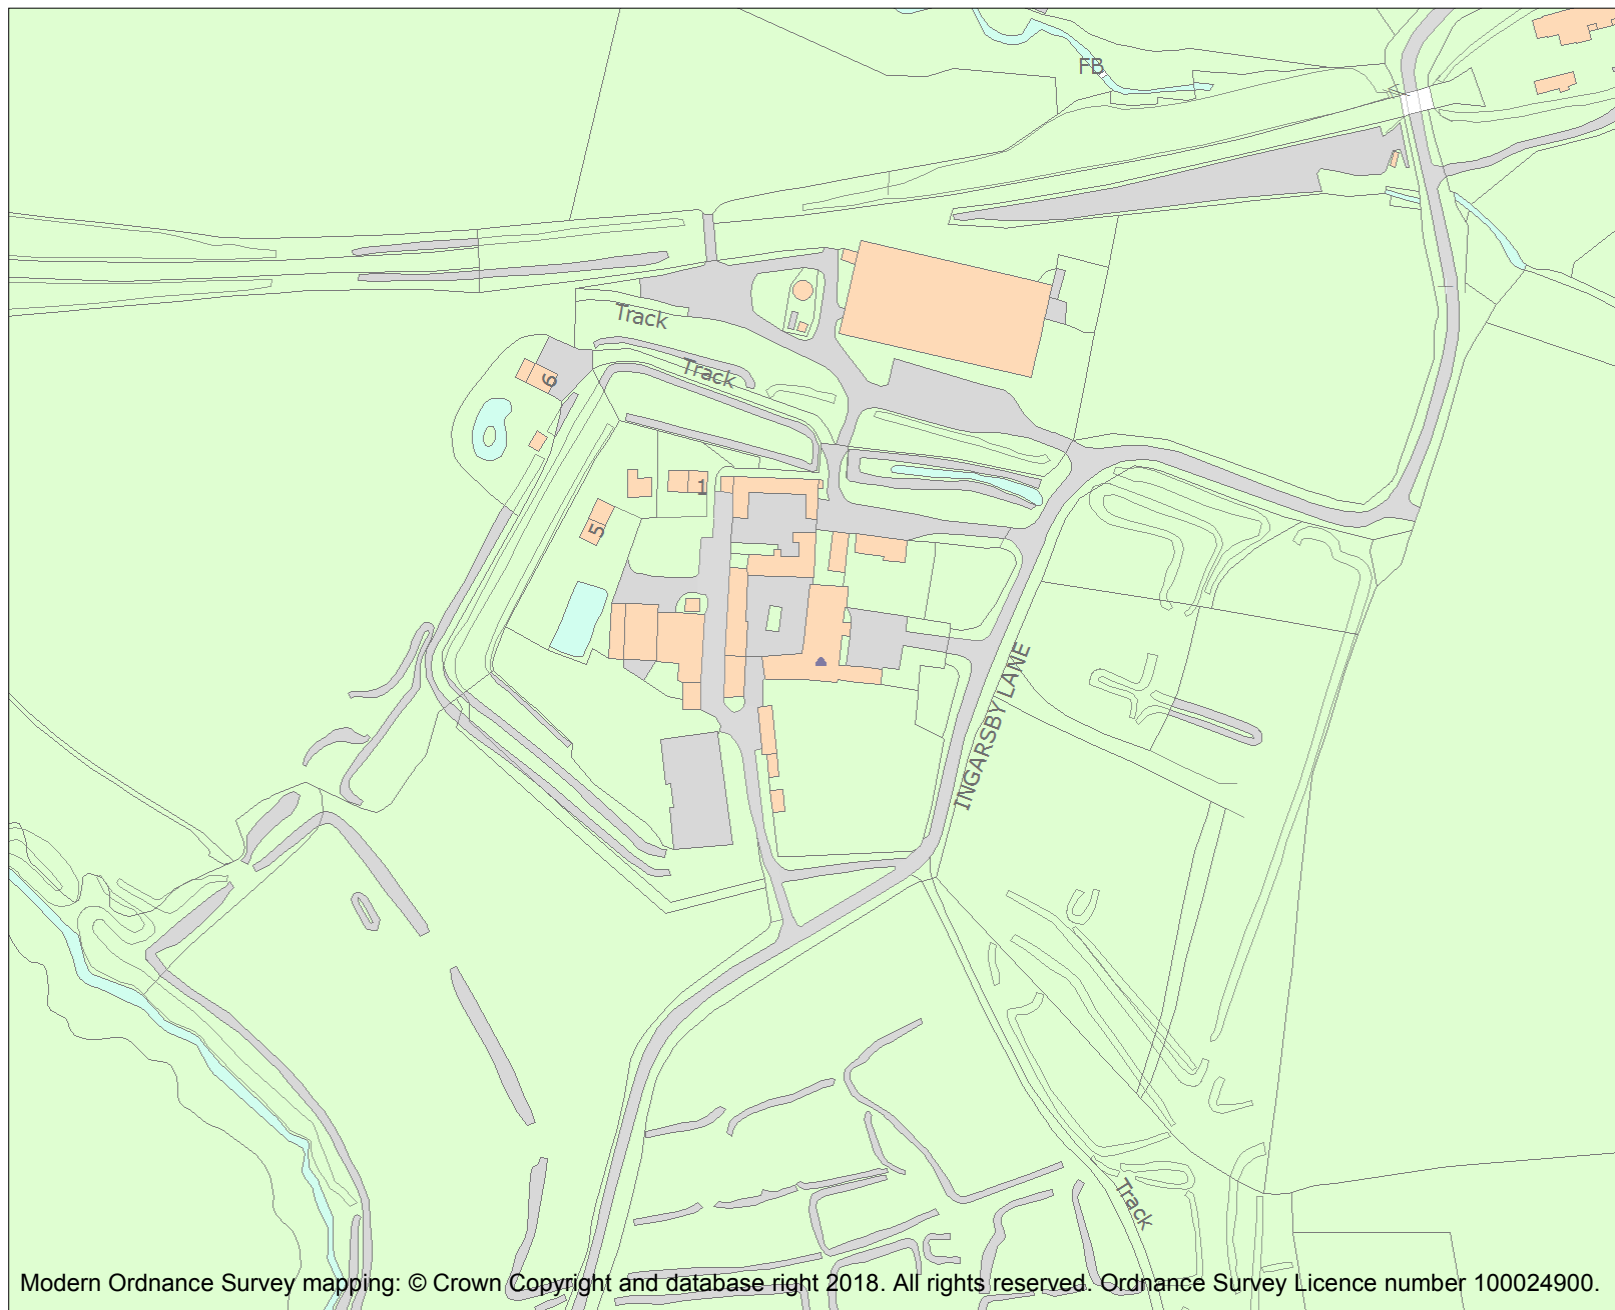 FB
Track
Track
6
1
5
INGARSBY LANE
Track
Modern Ordnance Survey mapping: © Crown Copyright and database right 2018. All rights reserved. Ordnance Survey Licence number 100024900.